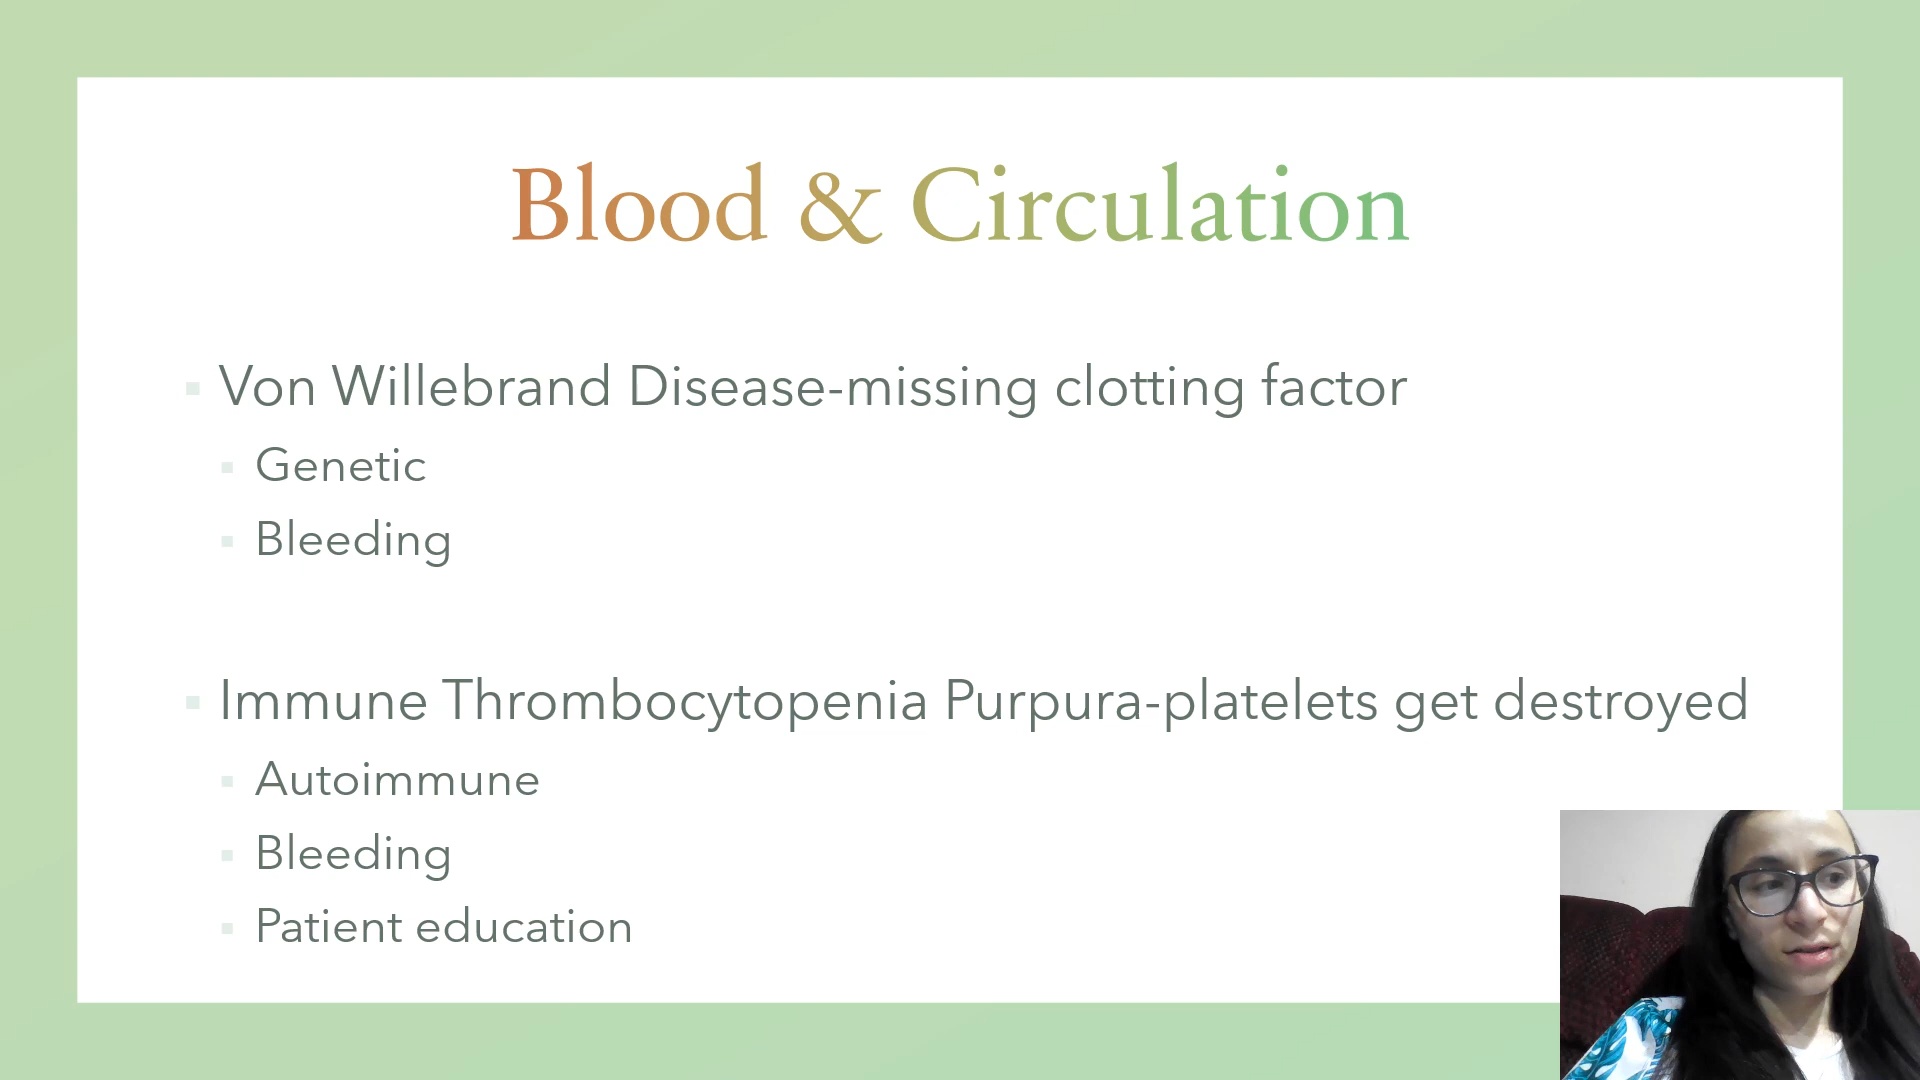 Blood & Circulation
Von Willebrand Disease-missing clotting factor
Genetic
Bleeding
Immune Thrombocytopenia Purpura-platelets get destroyed
Autoimmune
Bleeding
Patient education